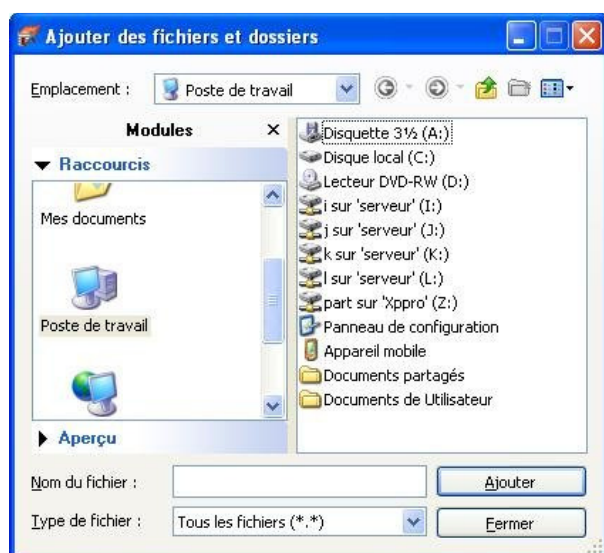 Ajouter des fichiers et dossiers
Emplacement :
Poste de travail
Modules
Raccourcis
Mes documents
Poste de travail
Aperçu
Disquette 3½ (A:)
Disque local (C:)
Lecteur DVD-RW (D:)
i sur 'serveur' (I:)
j sur 'serveur' (J:)
k sur 'serveur' (K:)
l sur 'serveur' (L:)
part sur 'Xppro' (Z:)
Panneau de configuration
Appareil mobile
Documents partagés
Documents de Utilisateur
Nom du fichier :
Ajouter
Type de fichier :
Tous les fichiers (*.*)
Fermer